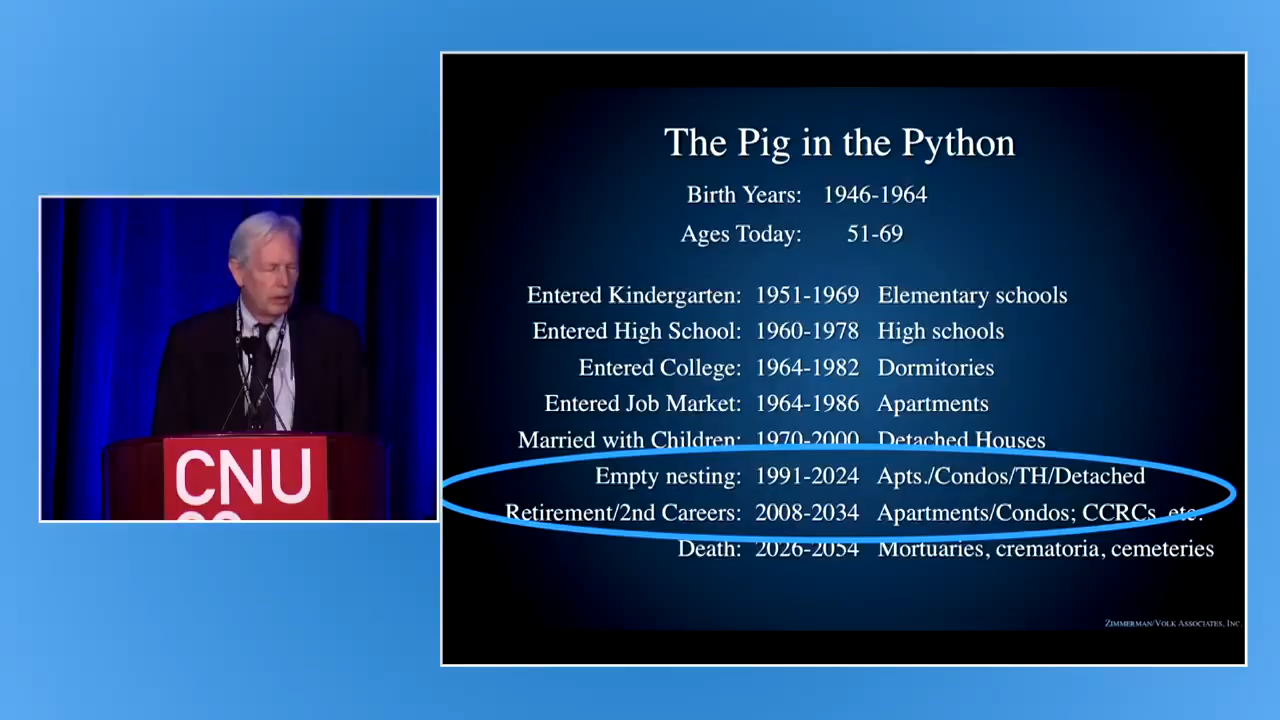 The Pig in the Python
Birth Years: 1946-1964
Ages Today: 51-69
Entered Kindergarten: 1951-1969 Elementary schools
Entered High School: 1960-1978 High schools
Entered College: 1964-1982 Dormitories
Entered Job Market: 1964-1986 Apartments
Married with Children: 1970-2000 Detached Houses
Empty nesting: 1991-2024 Apts./Condos/TH/Detached
Retirement/2nd Careers: 2008-2034 Apartments/Condos; CCRCs, etc.
Death: 2026-2054 Mortuaries, crematoria, cemeteries
ZIMMERMAN/VOLK ASSOCIATES, INC.
CNU